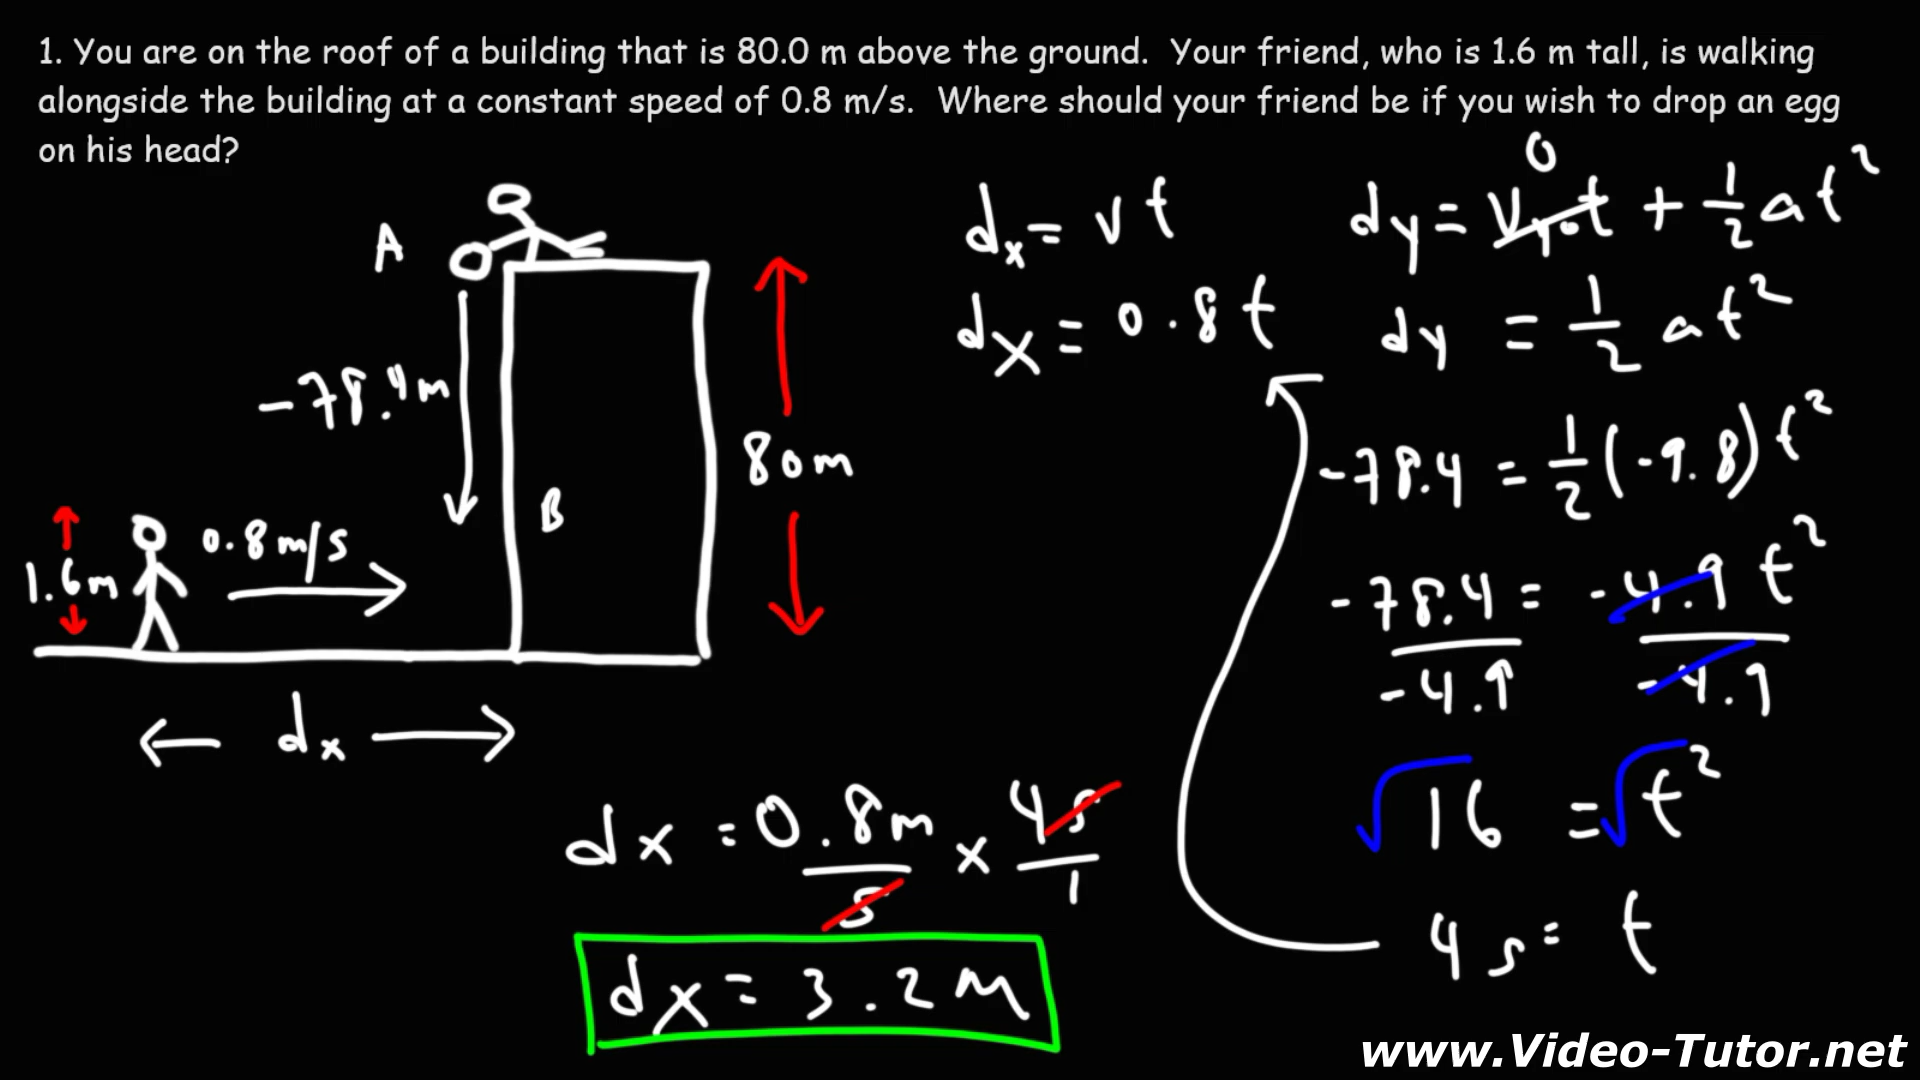 1. You are on the roof of a building that is 80.0 m above the ground.  Your friend, who is 1.6 m tall, is walking
alongside the building at a constant speed of 0.8 m/s.  Where should your friend be if you wish to drop an egg
on his head?
A
-78.4m
B
80m
1.6m
0.8m/s
dx
dx = vt
dx = 0.8t
0
dy = Vyot + 1/2 at²
dy = 1/2 at²
-78.4 = 1/2(-9.8)t²
-78.4 = -4.9t²
-4.9 -4.9
√16 = √t²
4s = t
dx = 0.8m/s × 4s/1
dx = 3.2m
www.Video-Tutor.net